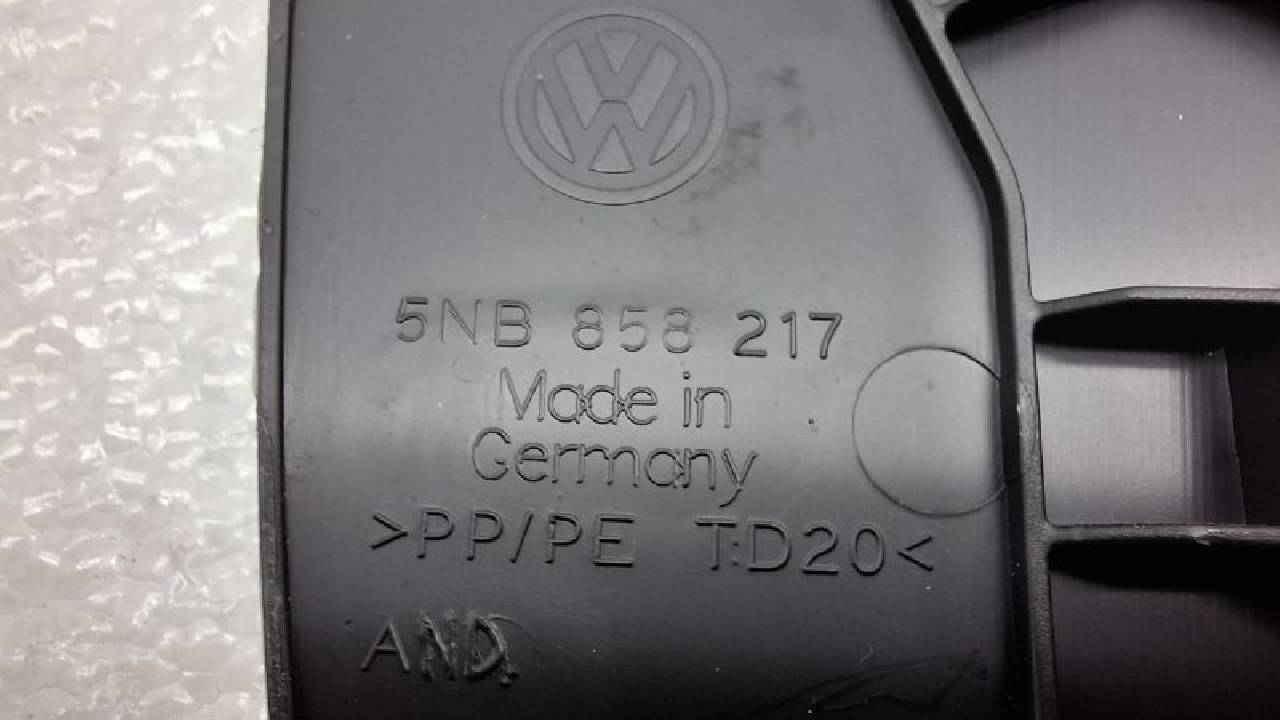 5NB 858 217
Made in
Germany
>PP/PE TD20<
AND.